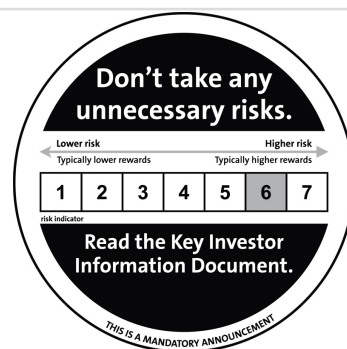 Don’t take any
unnecessary risks.
Lower risk Higher risk
Typically lower rewards Typically higher rewards
1 2 3 4 5 6 7
risk indicator
Read the Key Investor
Information Document.
THIS IS A MANDATORY ANNOUNCEMENT